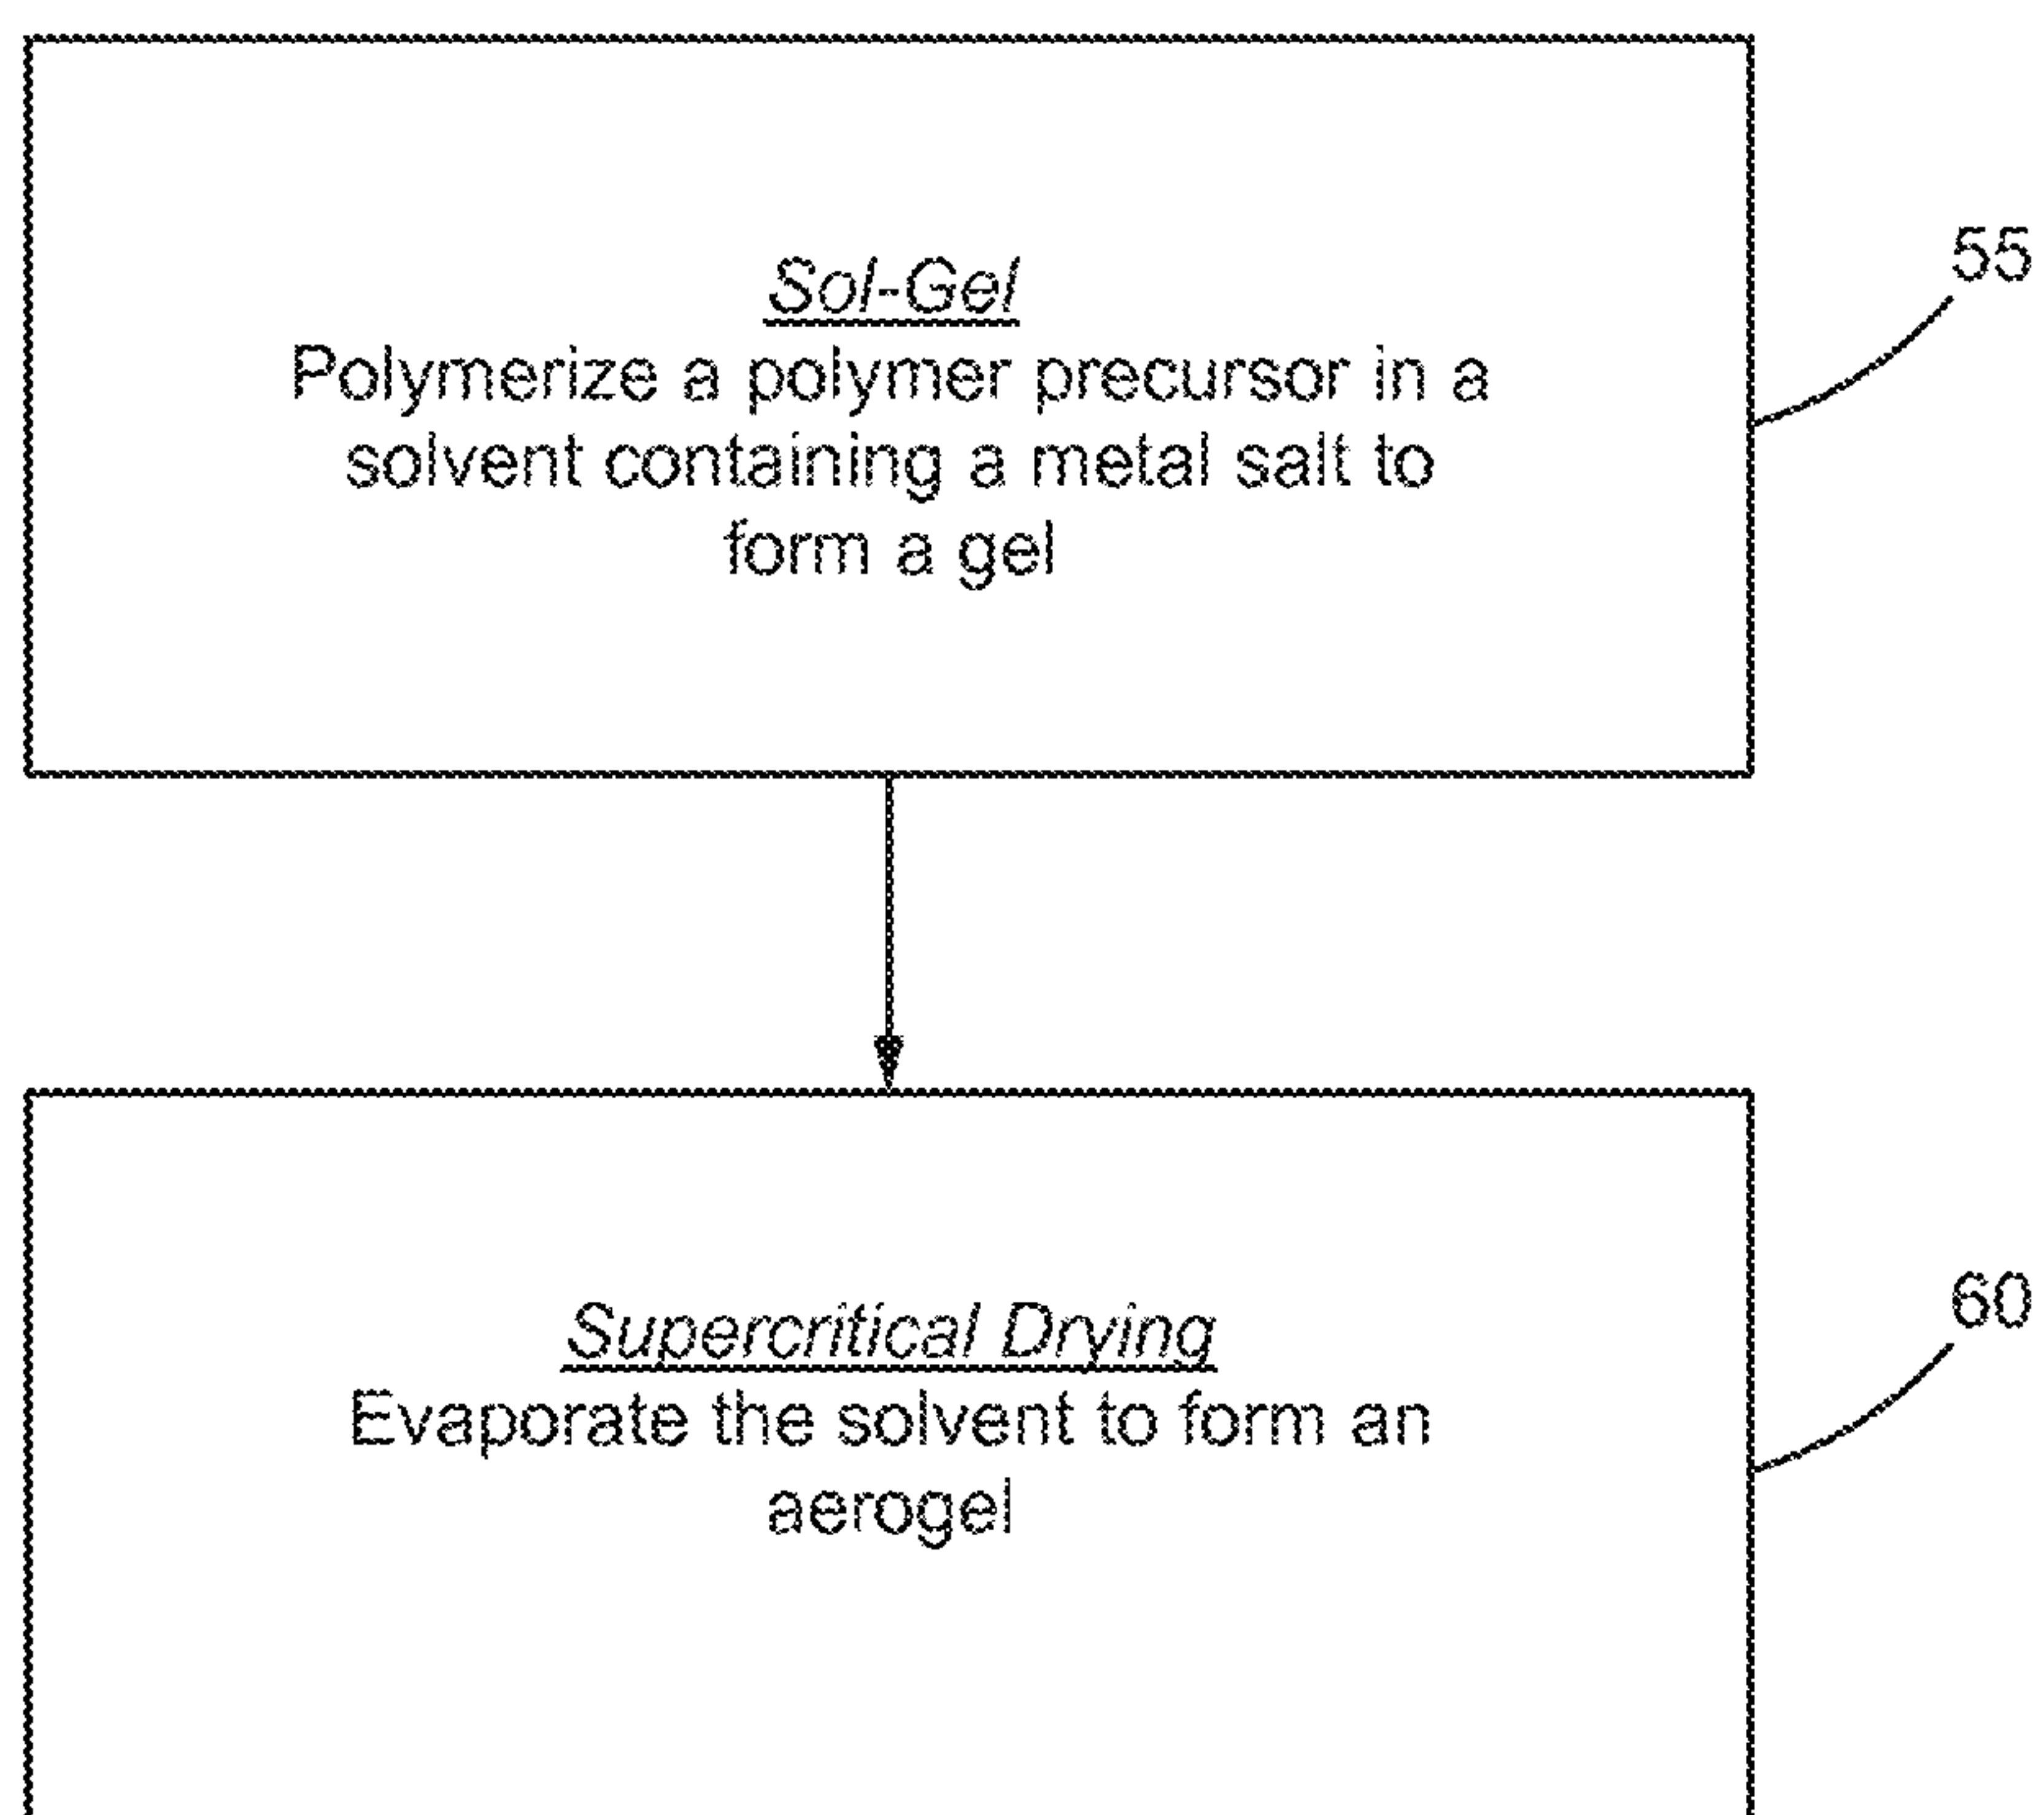 Sol-Gel
Polymerize a polymer precursor in a
solvent containing a metal salt to
form a gel
55
Supercritical Drying
Evaporate the solvent to form an
aerogel
60